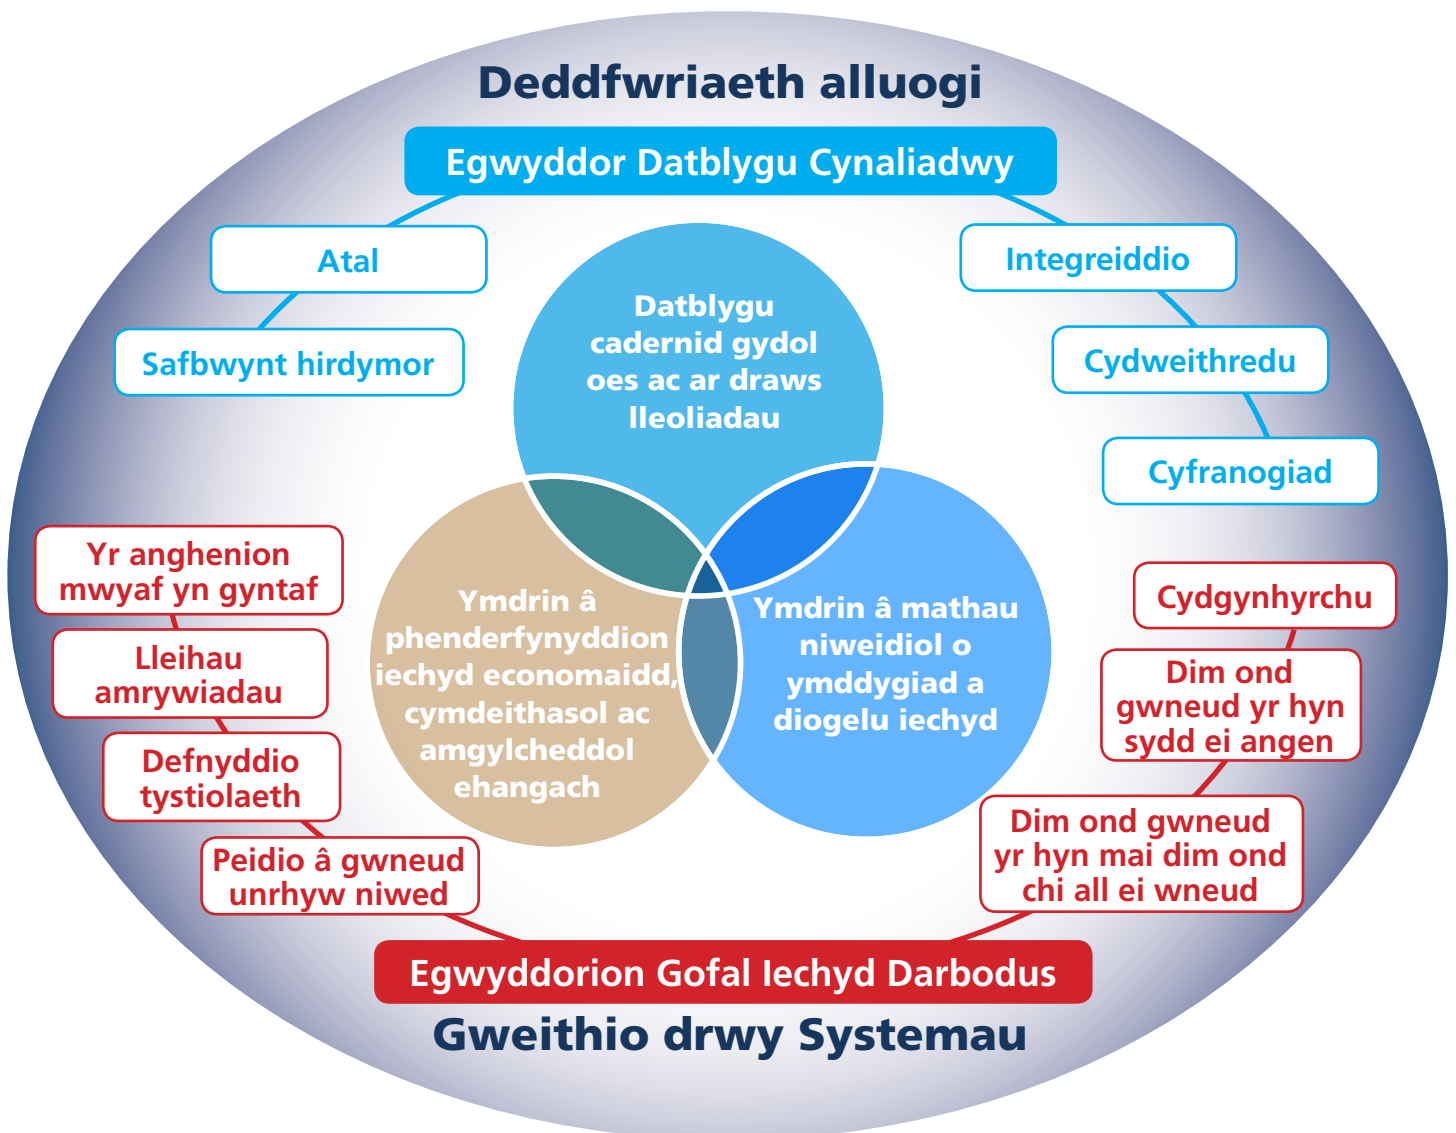 Deddfwriaeth alluogi
Egwyddor Datblygu Cynaliadwy
Atal
Safbwynt hirdymor
Integreiddio
Cydweithredu
Cyfranogiad
Datblygu
cadernid gydol
oes ac ar draws
lleoliadau
Ymdrin â
phenderfynyddion
iechyd economaidd,
cymdeithasol ac
amgylcheddol
ehangach
Ymdrin â mathau
niweidiol o
ymddygiad a
diogelu iechyd
Yr anghenion
mwyaf yn gyntaf
Lleihau
amrywiadau
Defnyddio
tystiolaeth
Peidio â gwneud
unrhyw niwed
Cydgynhyrchu
Dim ond
gwneud yr hyn
sydd ei angen
Dim ond gwneud
yr hyn mai dim ond
chi all ei wneud
Egwyddorion Gofal Iechyd Darbodus
Gweithio drwy Systemau